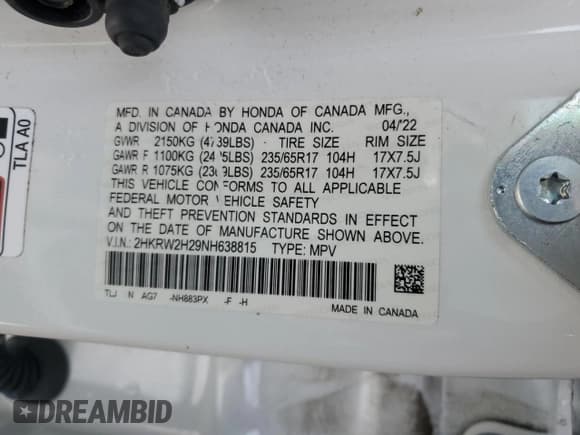 MFD. IN CANADA BY HONDA OF CANADA MFG.,
A DIVISION OF HONDA CANADA INC. 04/22
GVWR 2150KG (4739LBS) TIRE SIZE RIM SIZE
GAWR F 1100KG (2425LBS) 235/65R17 104H 17X7.5J
GAWR R 1075KG (2369LBS) 235/65R17 104H 17X7.5J
THIS VEHICLE CONFORMS TO ALL APPLICABLE
FEDERAL MOTOR VEHICLE SAFETY
AND THEFT PREVENTION STANDARDS IN EFFECT
ON THE DATE OF MANUFACTURE SHOWN ABOVE.
V.I.N.: 2HKRW2H29NH638815 TYPE: MPV
TLJ N AG7 -NH883PX -F -H
MADE IN CANADA
TLA A0
DREAMBID